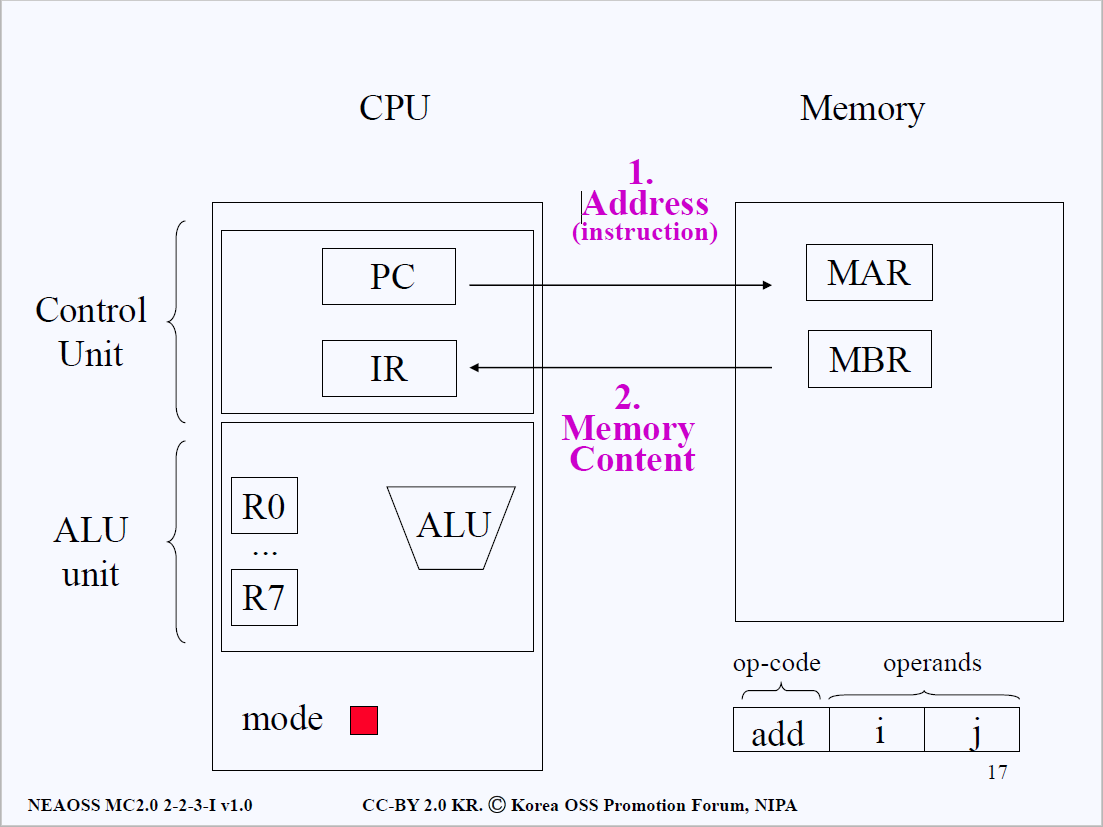 CPU
Memory
1.
Address
(instruction)
PC
MAR
Control
Unit
IR
MBR
2.
Memory
Content
R0
ALU
ALU
unit
...
R7
op-code
operands
mode
add
i
j
17
NEAOSS MC2.0 2-2-3-I v1.0
CC-BY 2.0 KR. Ⓒ Korea OSS Promotion Forum, NIPA